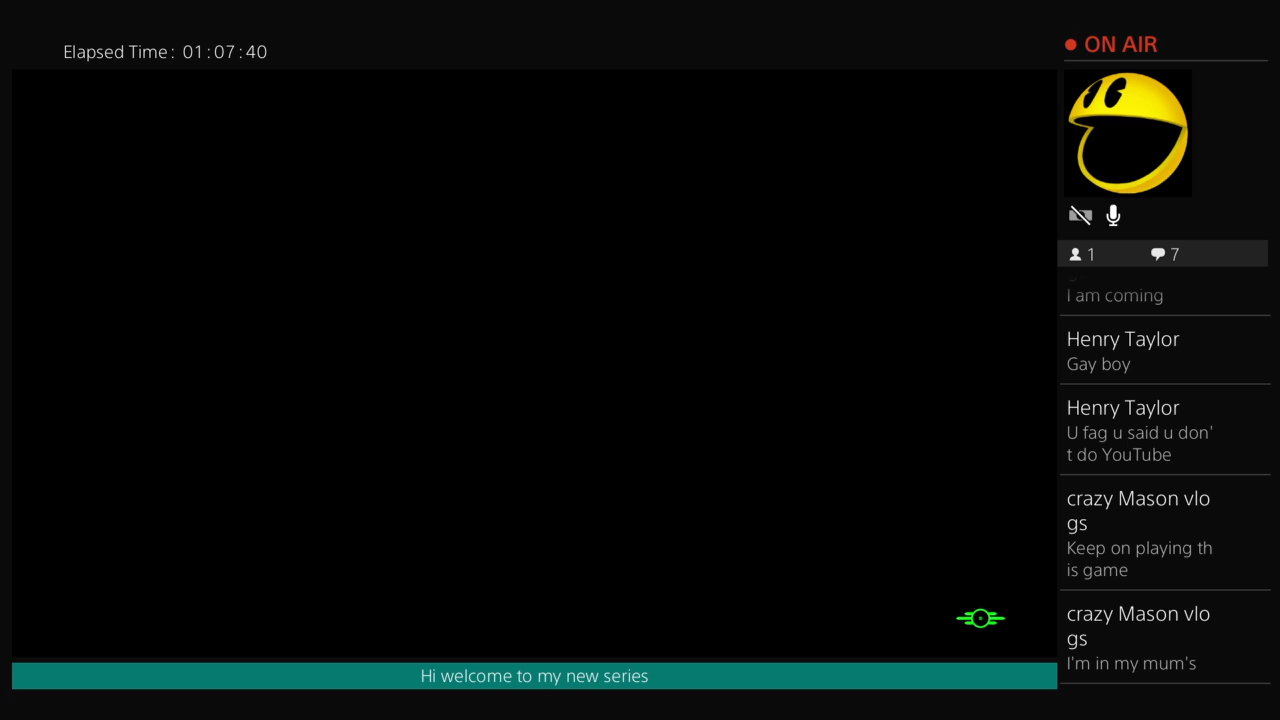 Elapsed Time: 01:07:40
ON AIR
1 7
I am coming
Henry Taylor
Gay boy
Henry Taylor
U fag u said u don'
t do YouTube
crazy Mason vlo
gs
Keep on playing th
is game
crazy Mason vlo
gs
I'm in my mum's
Hi welcome to my new series